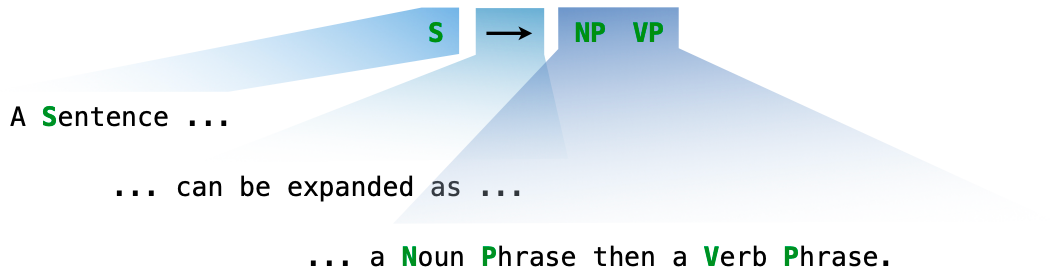 S → NP VP
A Sentence ...
... can be expanded as ...
... a Noun Phrase then a Verb Phrase.